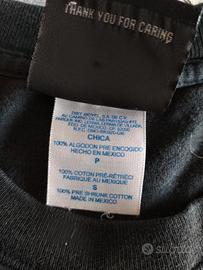 THANK YOU FOR CARING
CHICA
100% ALGODON PRE ENCOGIDO
HECHO EN MEXICO
P
100% COTON PRÉ-RÉTRÉCI
FABRIQUÉ AU MEXIQUE
S
100% PRE SHRUNK COTTON
MADE IN MEXICO
subito